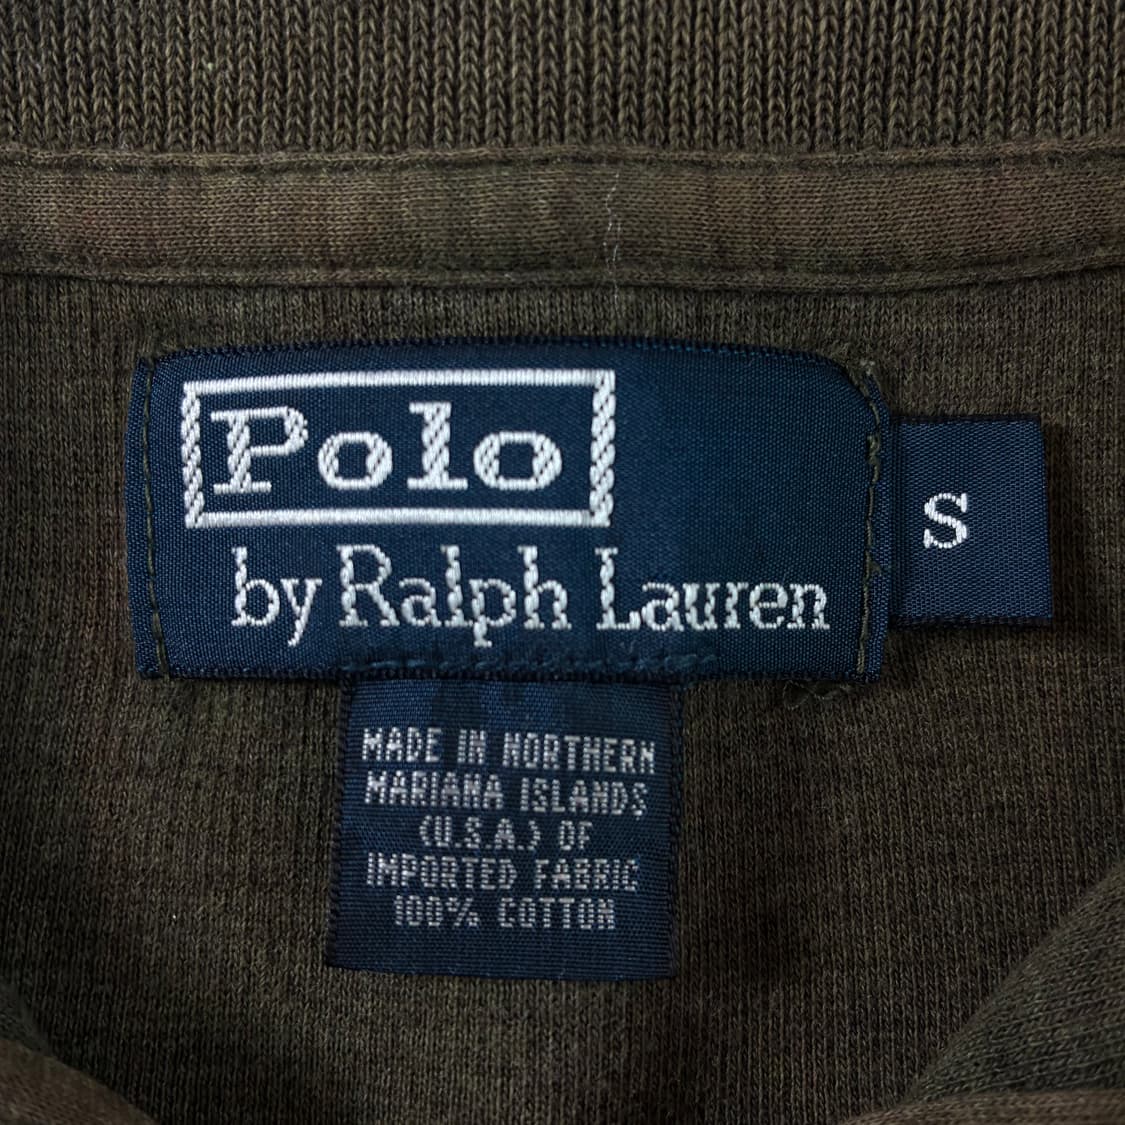 Polo
by Ralph Lauren
S
MADE IN NORTHERN
MARIANA ISLANDS
(U.S.A.) OF
IMPORTED FABRIC
100% COTTON